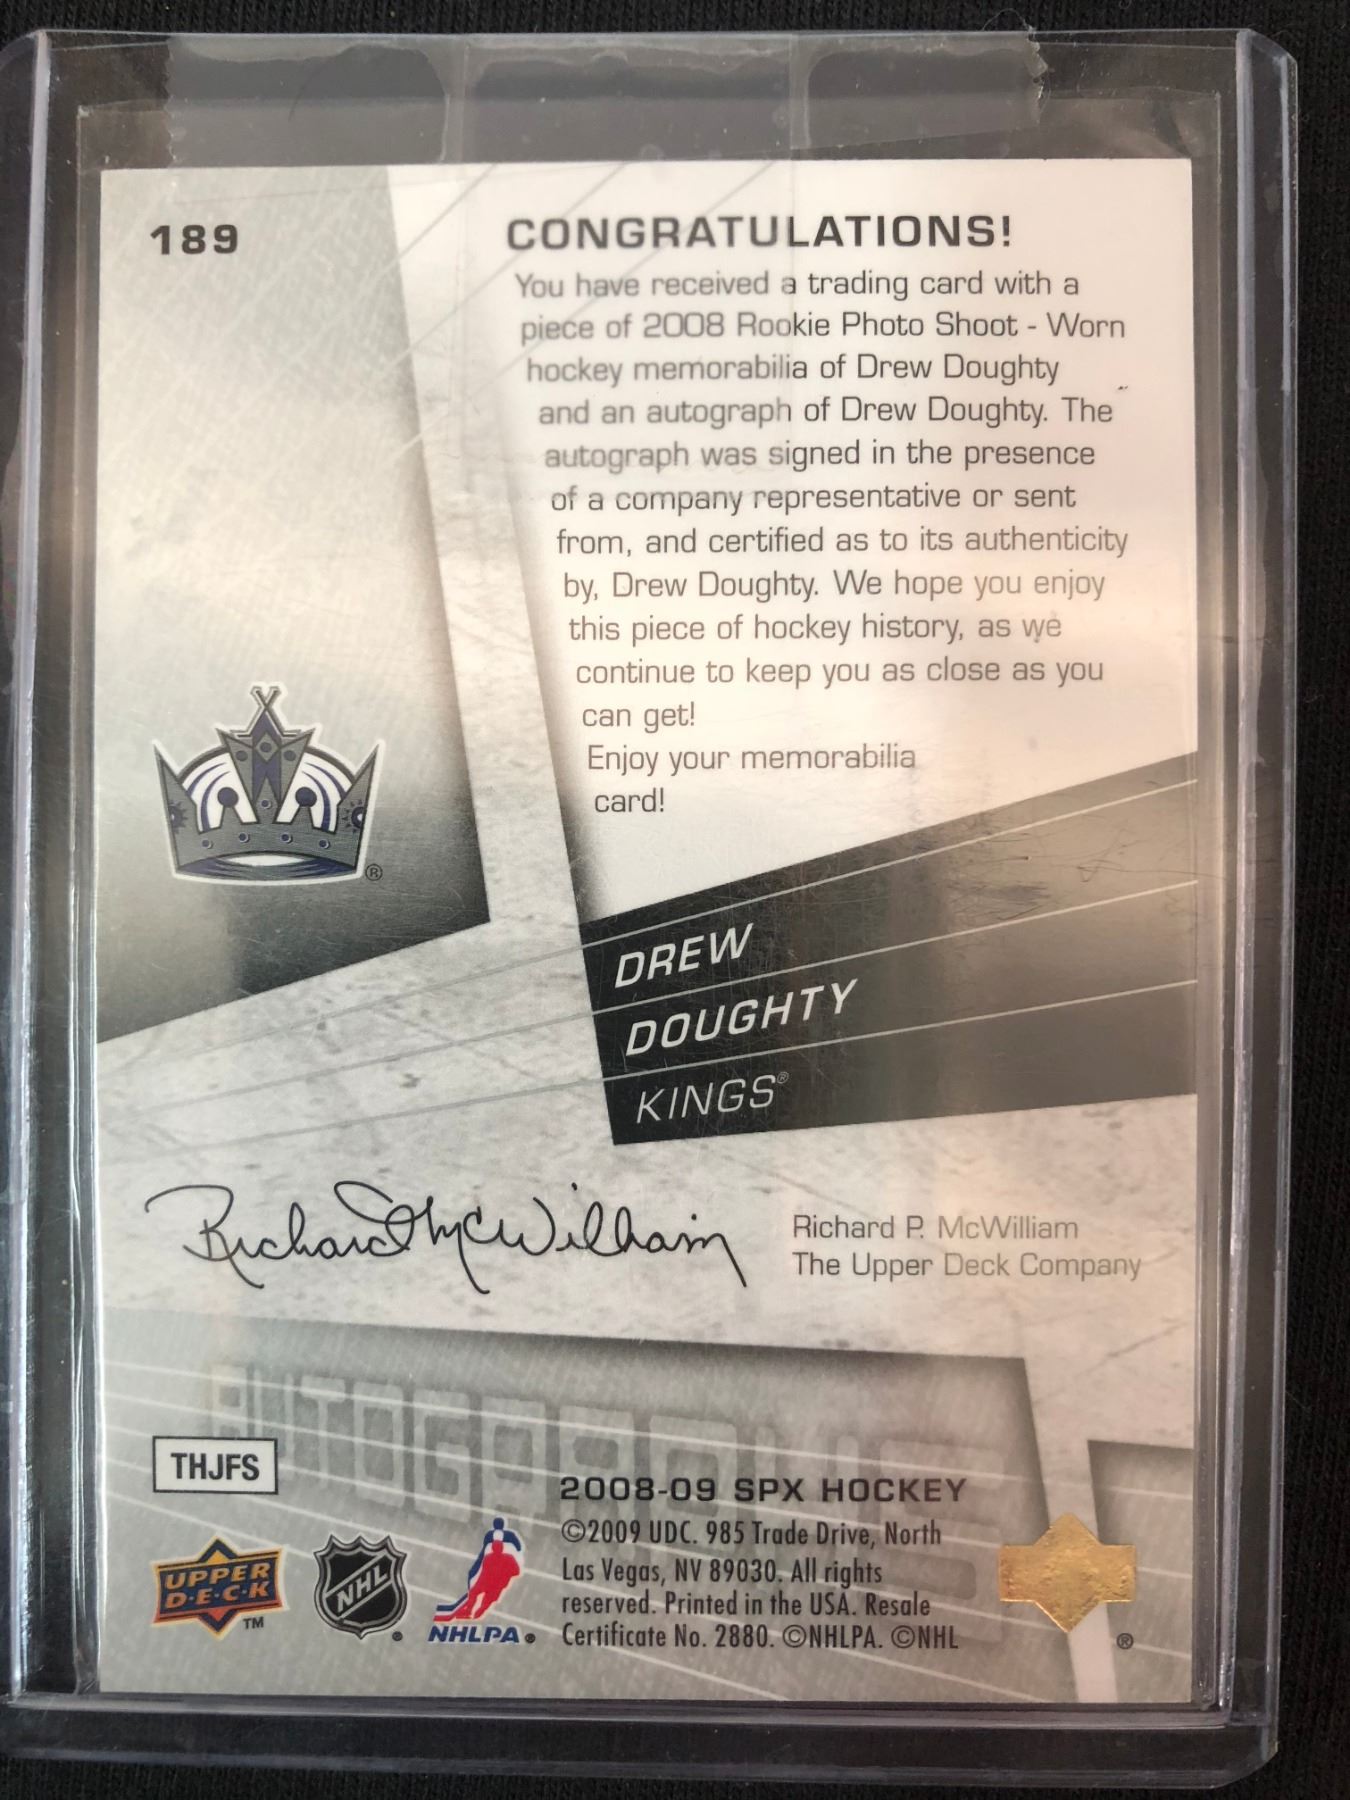 189
CONGRATULATIONS!
You have received a trading card with a
piece of 2008 Rookie Photo Shoot - Worn
hockey memorabilia of Drew Doughty
and an autograph of Drew Doughty. The
autograph was signed in the presence
of a company representative or sent
from, and certified as to its authenticity
by, Drew Doughty. We hope you enjoy
this piece of hockey history, as we
continue to keep you as close as you
can get!
Enjoy your memorabilia
card!
®
DREW
DOUGHTY
KINGS®
Richard McWilliam
Richard P. McWilliam
The Upper Deck Company
AUTOGRAPHS
THJFS
2008-09 SPX HOCKEY
©2009 UDC. 985 Trade Drive, North
Las Vegas, NV 89030. All rights
reserved. Printed in the USA. Resale
Certificate No. 2880. ©NHLPA. ©NHL
UPPER
D·E·C·K
TM
NHL
NHLPA
®